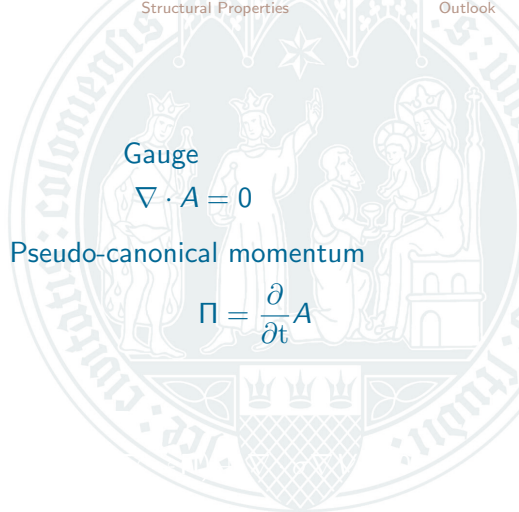 Structural Properties Outlook
Gauge
∇ · A = 0
Pseudo-canonical momentum
Π = ∂/∂t A